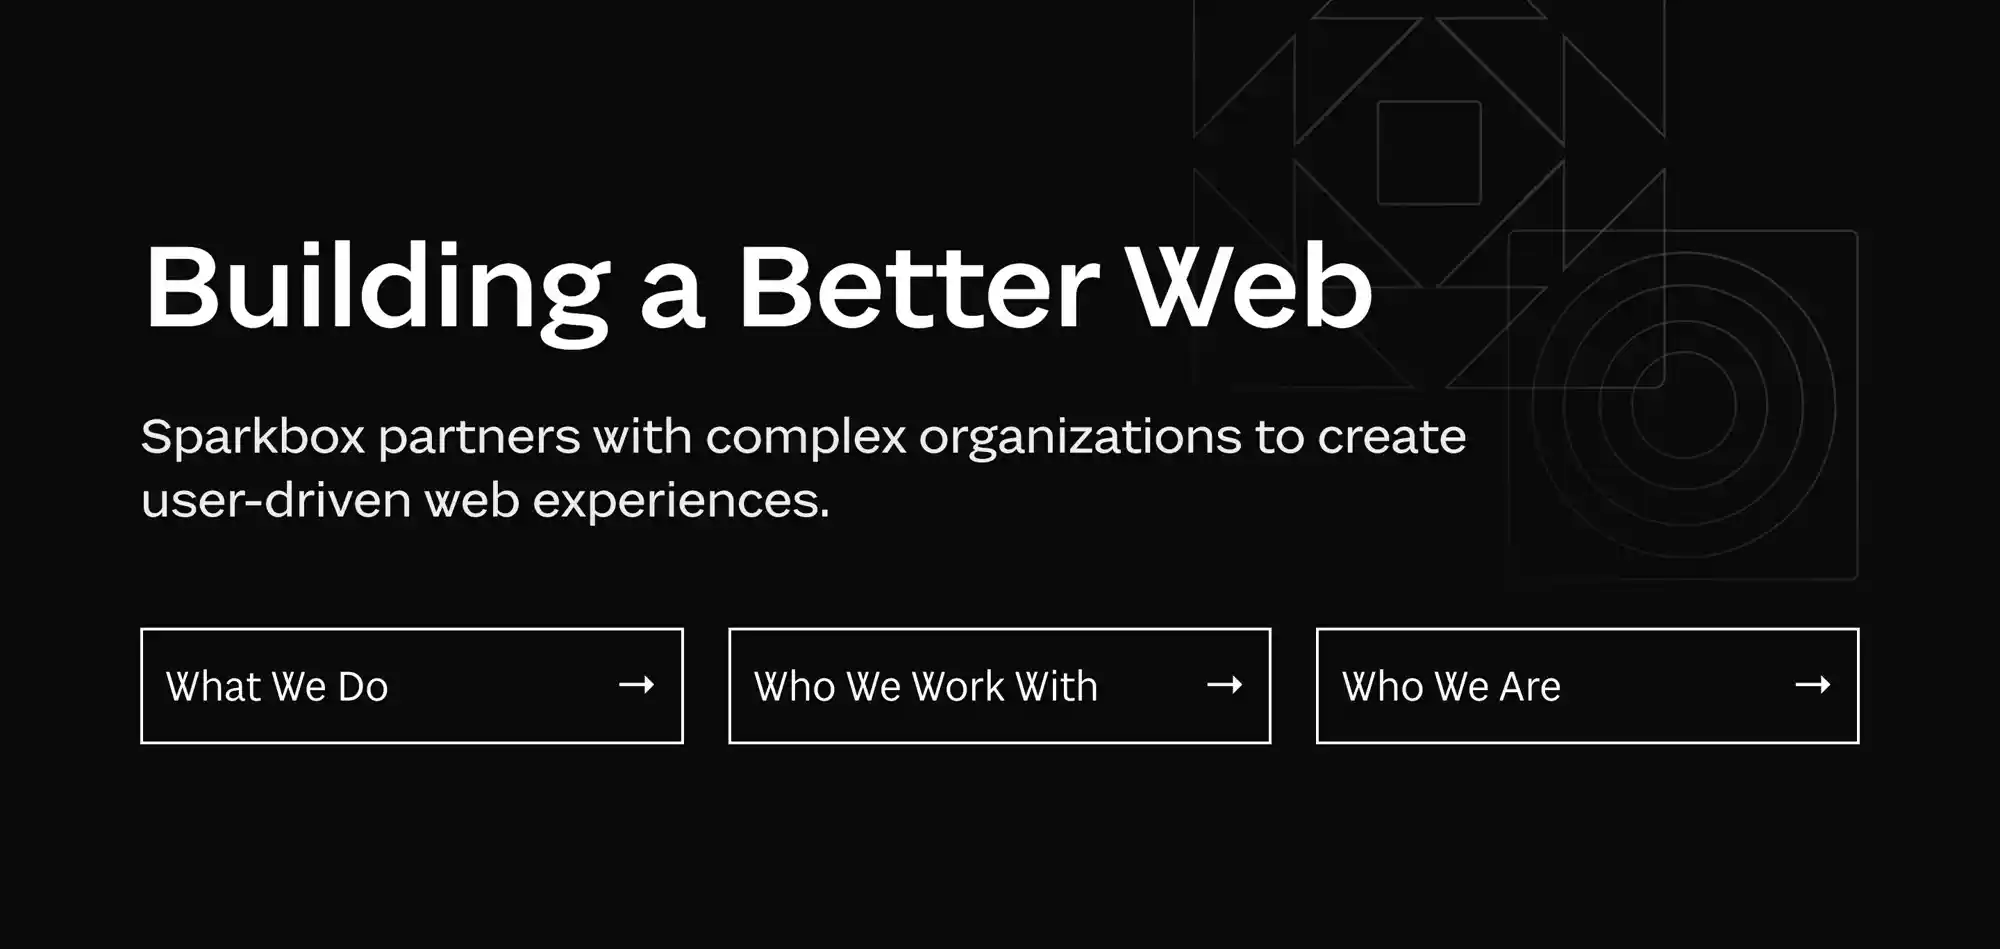 Building a Better Web
Sparkbox partners with complex organizations to create
user-driven web experiences.
What We Do →
Who We Work With →
Who We Are →